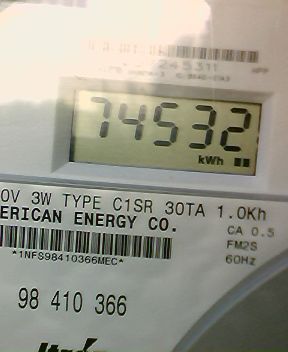 74532
kWh
0V 3W TYPE C1SR 30TA 1.0Kh
ERICAN ENERGY CO.
CA 0.5
FM2S
60Hz
*1NFS98410366MEC*
98 410 366